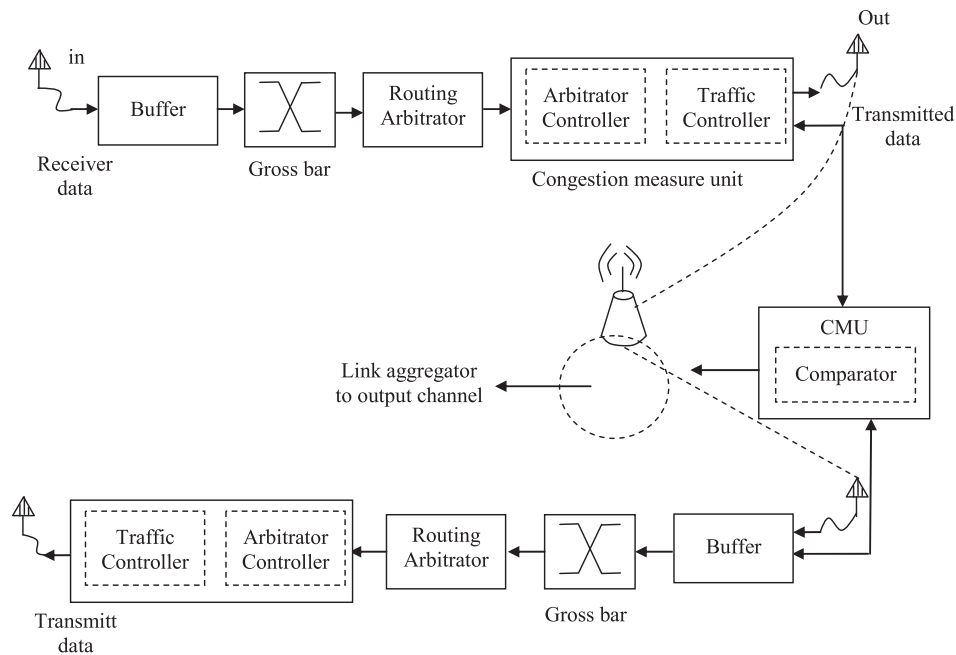 Out
in
Buffer
Routing
Arbitrator
Arbitrator
Controller
Traffic
Controller
Transmitted
data
Receiver
data
Gross bar
Congestion measure unit
CMU
Comparator
Link aggregator
to output channel
Traffic
Controller
Arbitrator
Controller
Routing
Arbitrator
Buffer
Gross bar
Transmitt
data